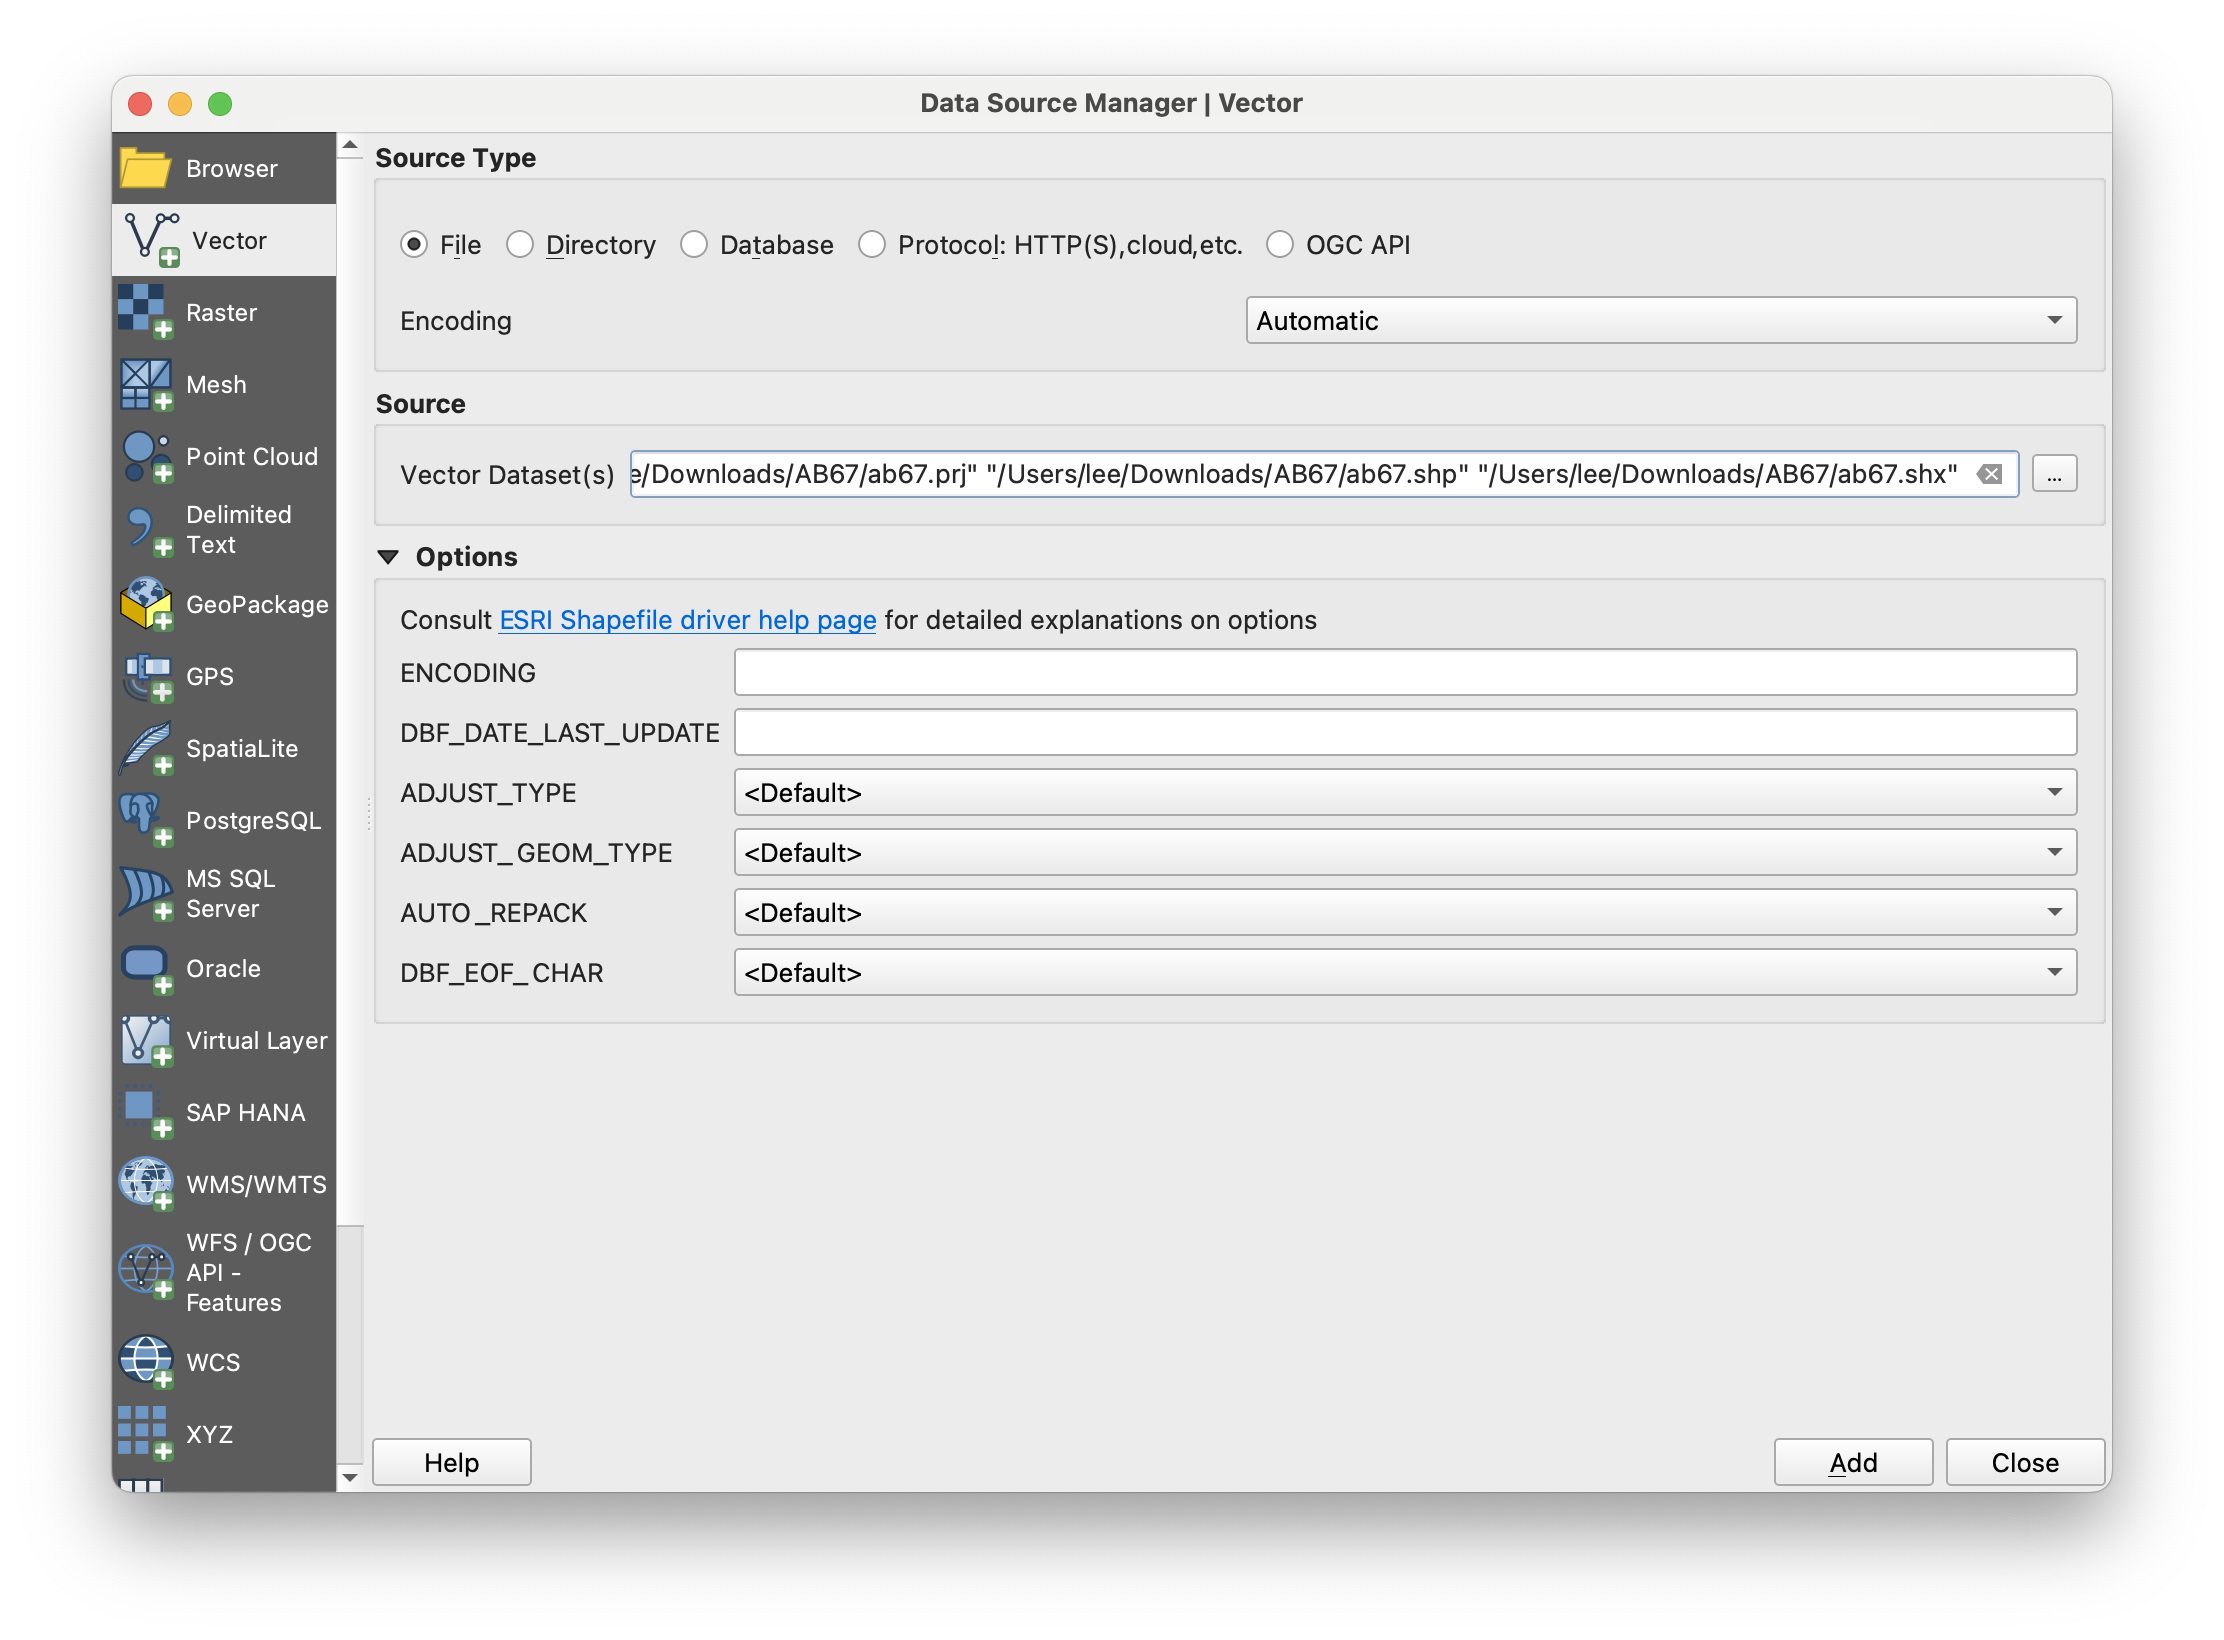 Data Source Manager | Vector
Browser
Vector
Raster
Mesh
Point Cloud
Delimited
Text
GeoPackage
GPS
SpatiaLite
PostgreSQL
MS SQL
Server
Oracle
Virtual Layer
SAP HANA
WMS/WMTS
WFS / OGC
API -
Features
WCS
XYZ
Source Type
File Directory Database Protocol: HTTP(S),cloud,etc. OGC API
Encoding Automatic
Source
Vector Dataset(s) e/Downloads/AB67/ab67.prj" "/Users/lee/Downloads/AB67/ab67.shp" "/Users/lee/Downloads/AB67/ab67.shx" ...
Options
Consult ESRI Shapefile driver help page for detailed explanations on options
ENCODING
DBF_DATE_LAST_UPDATE
ADJUST_TYPE <Default>
ADJUST_GEOM_TYPE <Default>
AUTO_REPACK <Default>
DBF_EOF_CHAR <Default>
Help Add Close